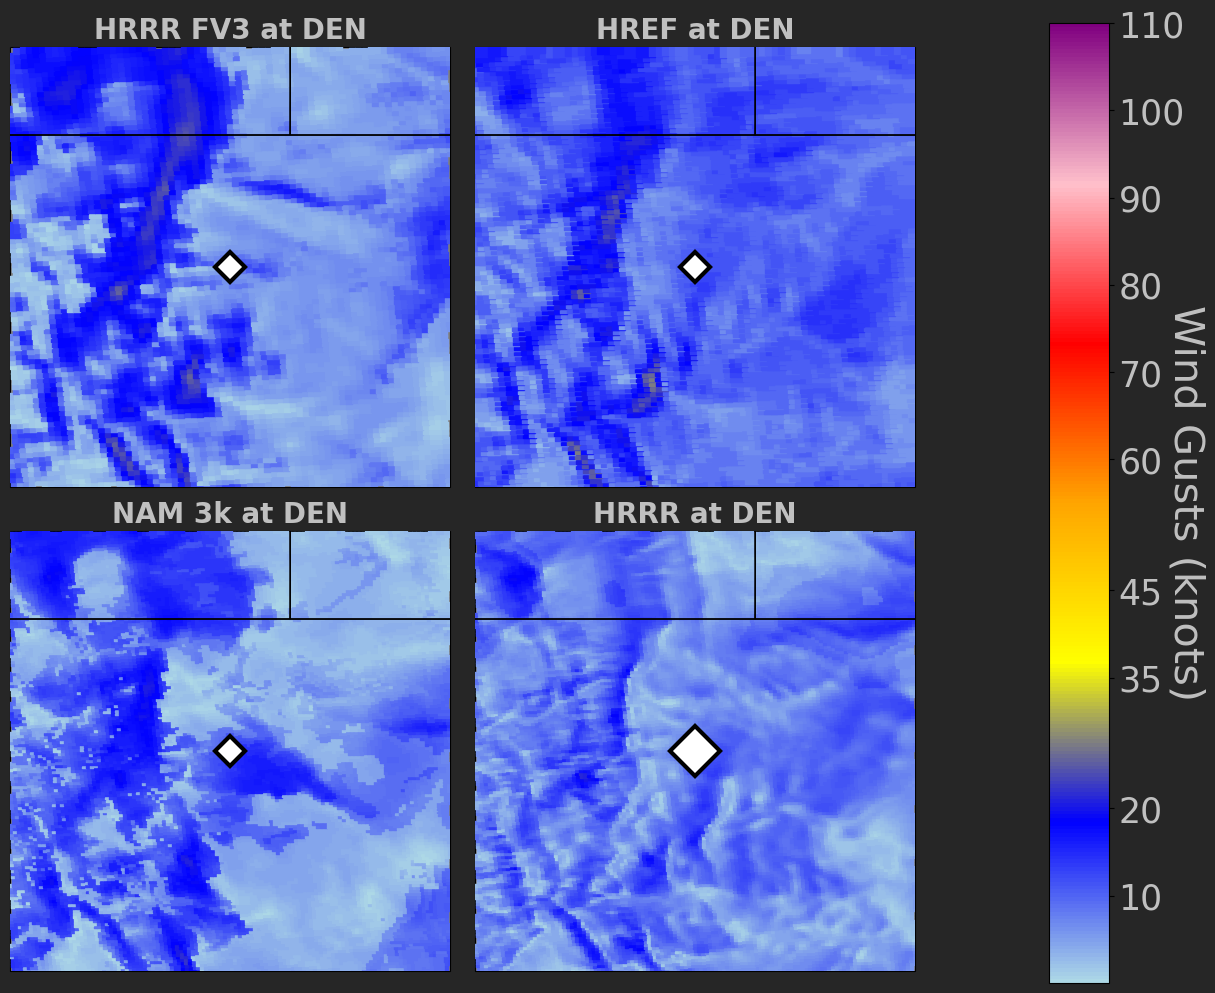 HRRR FV3 at DEN
HREF at DEN
NAM 3k at DEN
HRRR at DEN
110
100
90
80
70
60
45
35
20
10
Wind Gusts (knots)